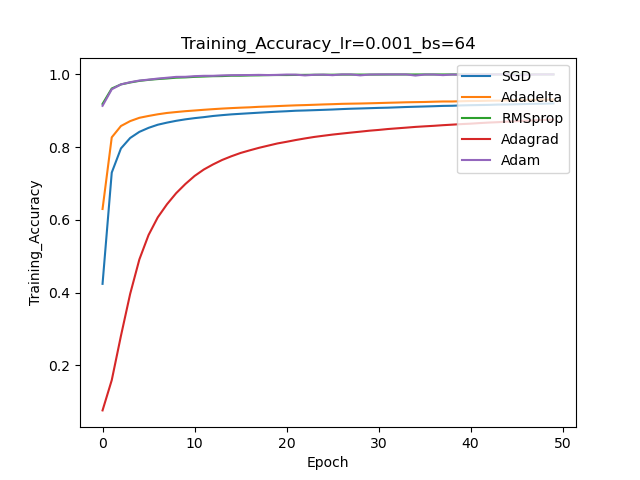 Training_Accuracy_lr=0.001_bs=64
1.0
0.8
0.6
0.4
0.2
Training_Accuracy
SGD
Adadelta
RMSprop
Adagrad
Adam
0 10 20 30 40 50
Epoch